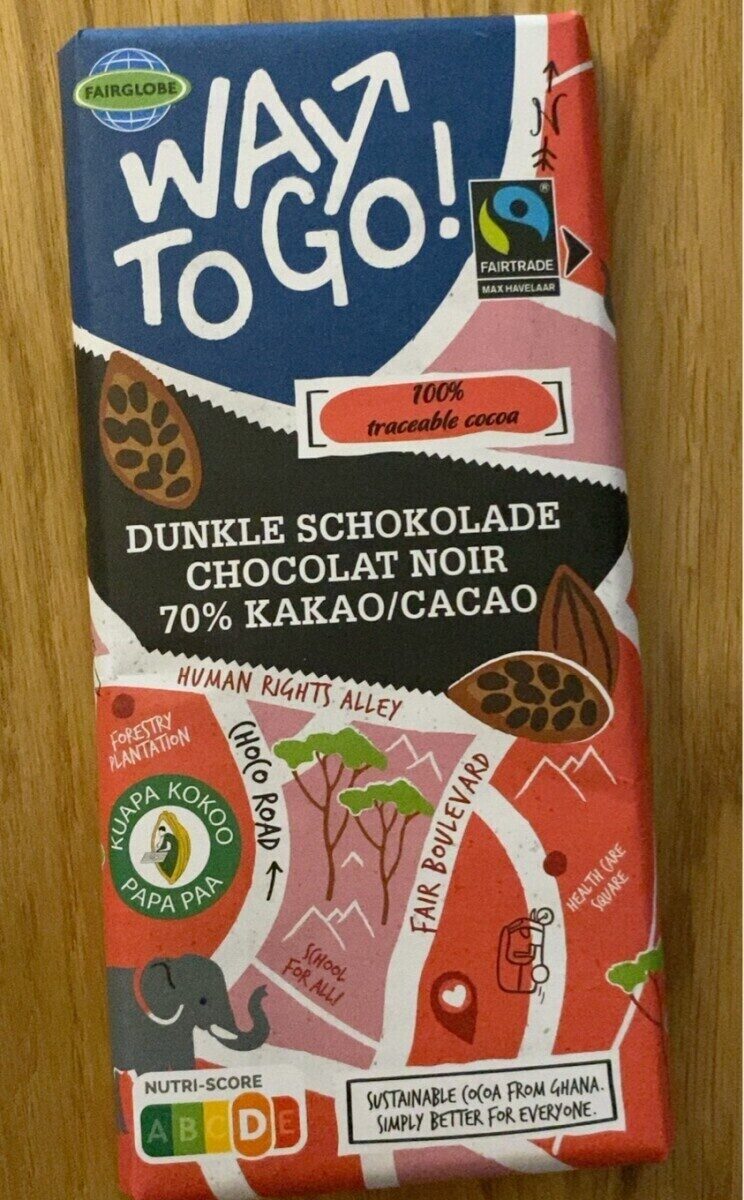 FAIRGLOBE
WAY
TO GO!
N
®
FAIRTRADE
MAX HAVELAAR
100%
traceable cocoa
DUNKLE SCHOKOLADE
CHOCOLAT NOIR
70% KAKAO/CACAO
HUMAN RIGHTS ALLEY
FORESTRY
PLANTATION
CHOCO ROAD
KUAPA KOKOO
PAPA PAA
FAIR BOULEVARD
HEALTH CARE
SQUARE
SCHOOL
FOR ALL!
NUTRI-SCORE
A B C D E
SUSTAINABLE COCOA FROM GHANA.
SIMPLY BETTER FOR EVERYONE.